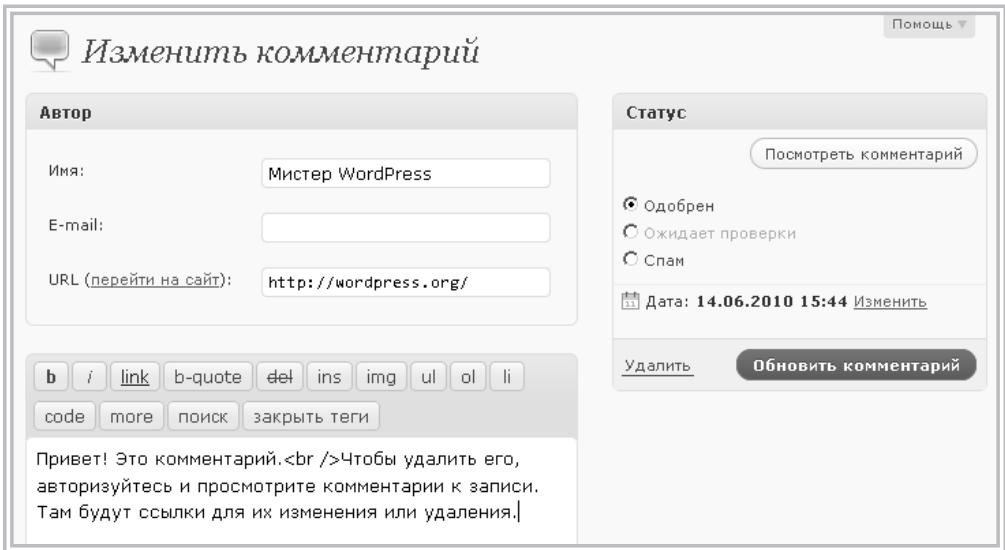 Помощь
Изменить комментарий
Автор
Имя: Мистер WordPress
E-mail:
URL (перейти на сайт): http://wordpress.org/
b i link b-quote del ins img ul ol li
code more поиск закрыть теги
Привет! Это комментарий.<br />Чтобы удалить его,
авторизуйтесь и просмотрите комментарии к записи.
Там будут ссылки для их изменения или удаления.
Статус
Посмотреть комментарий
Одобрен
Ожидает проверки
Спам
11 Дата: 14.06.2010 15:44 Изменить
Удалить Обновить комментарий